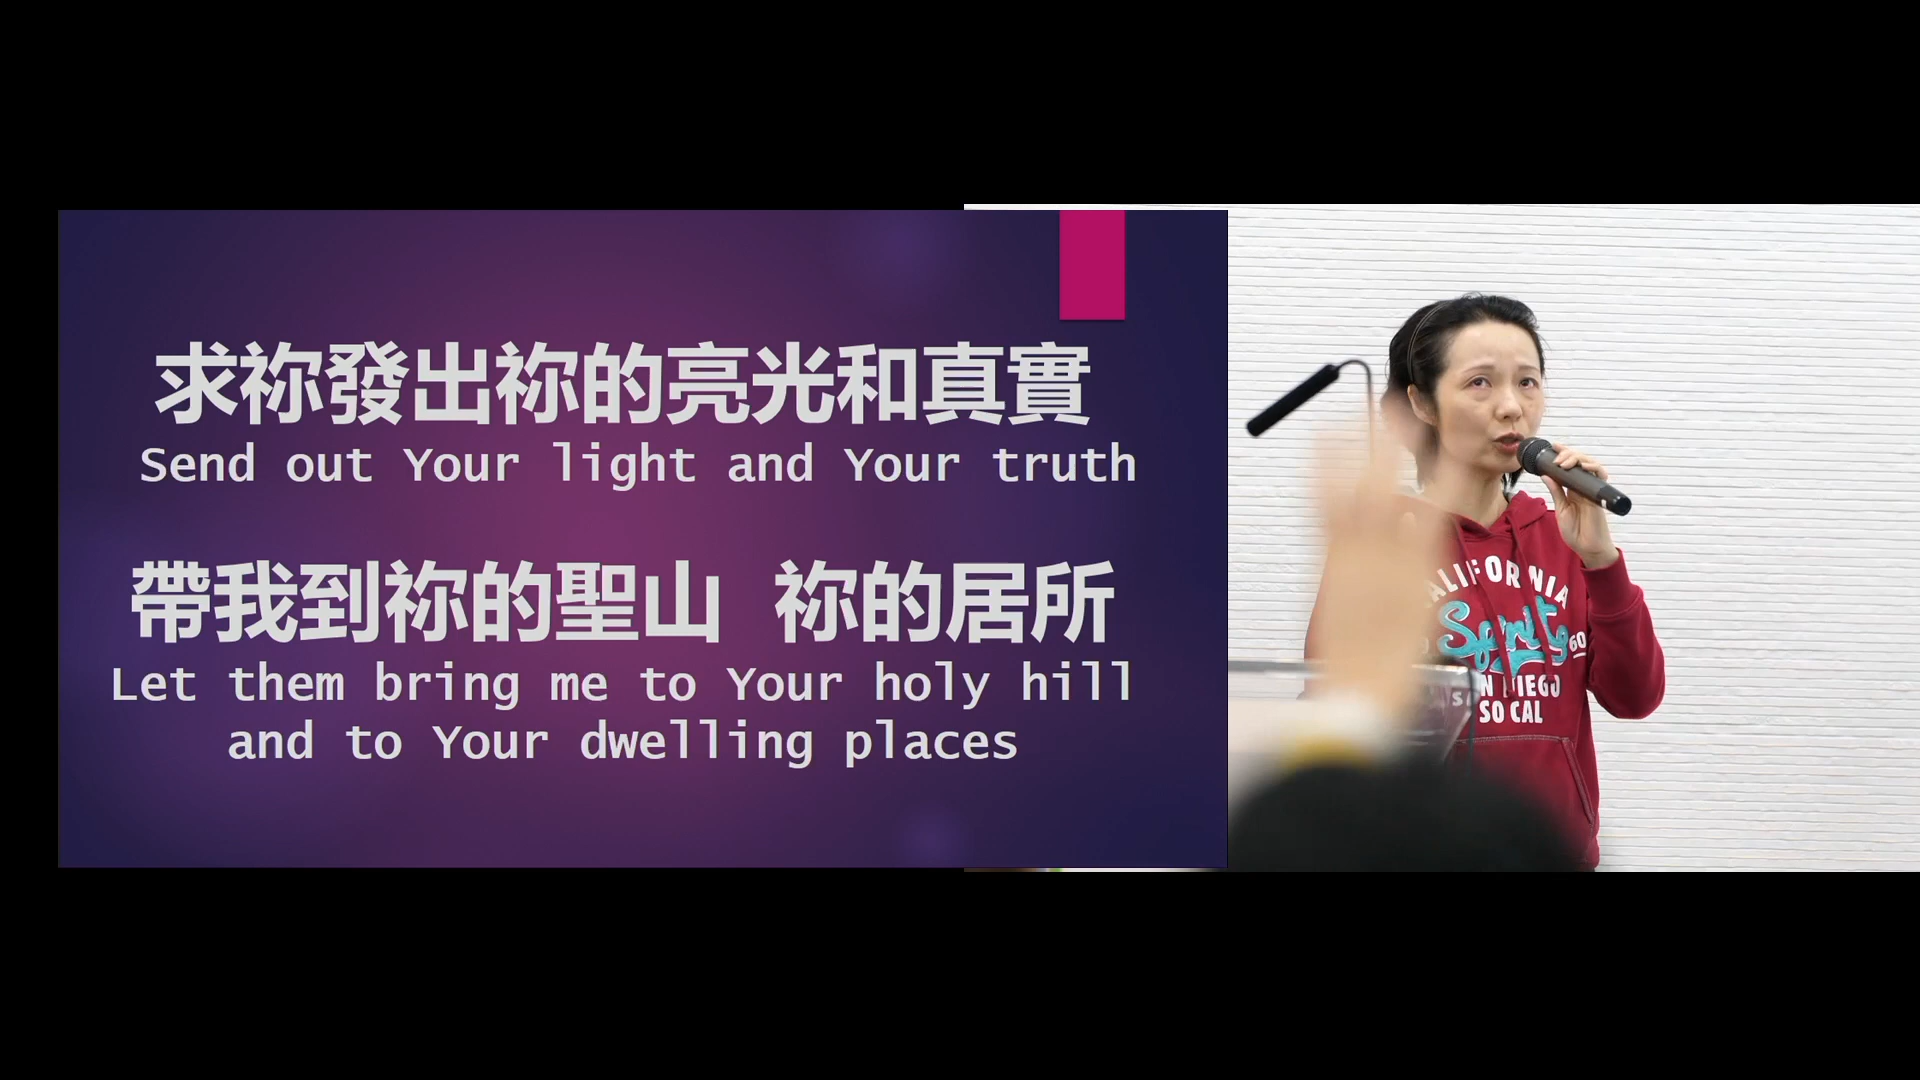 求祢發出祢的亮光和真實
Send out Your light and Your truth
帶我到祢的聖山 祢的居所
Let them bring me to Your holy hill
and to Your dwelling places
60
SO CAL